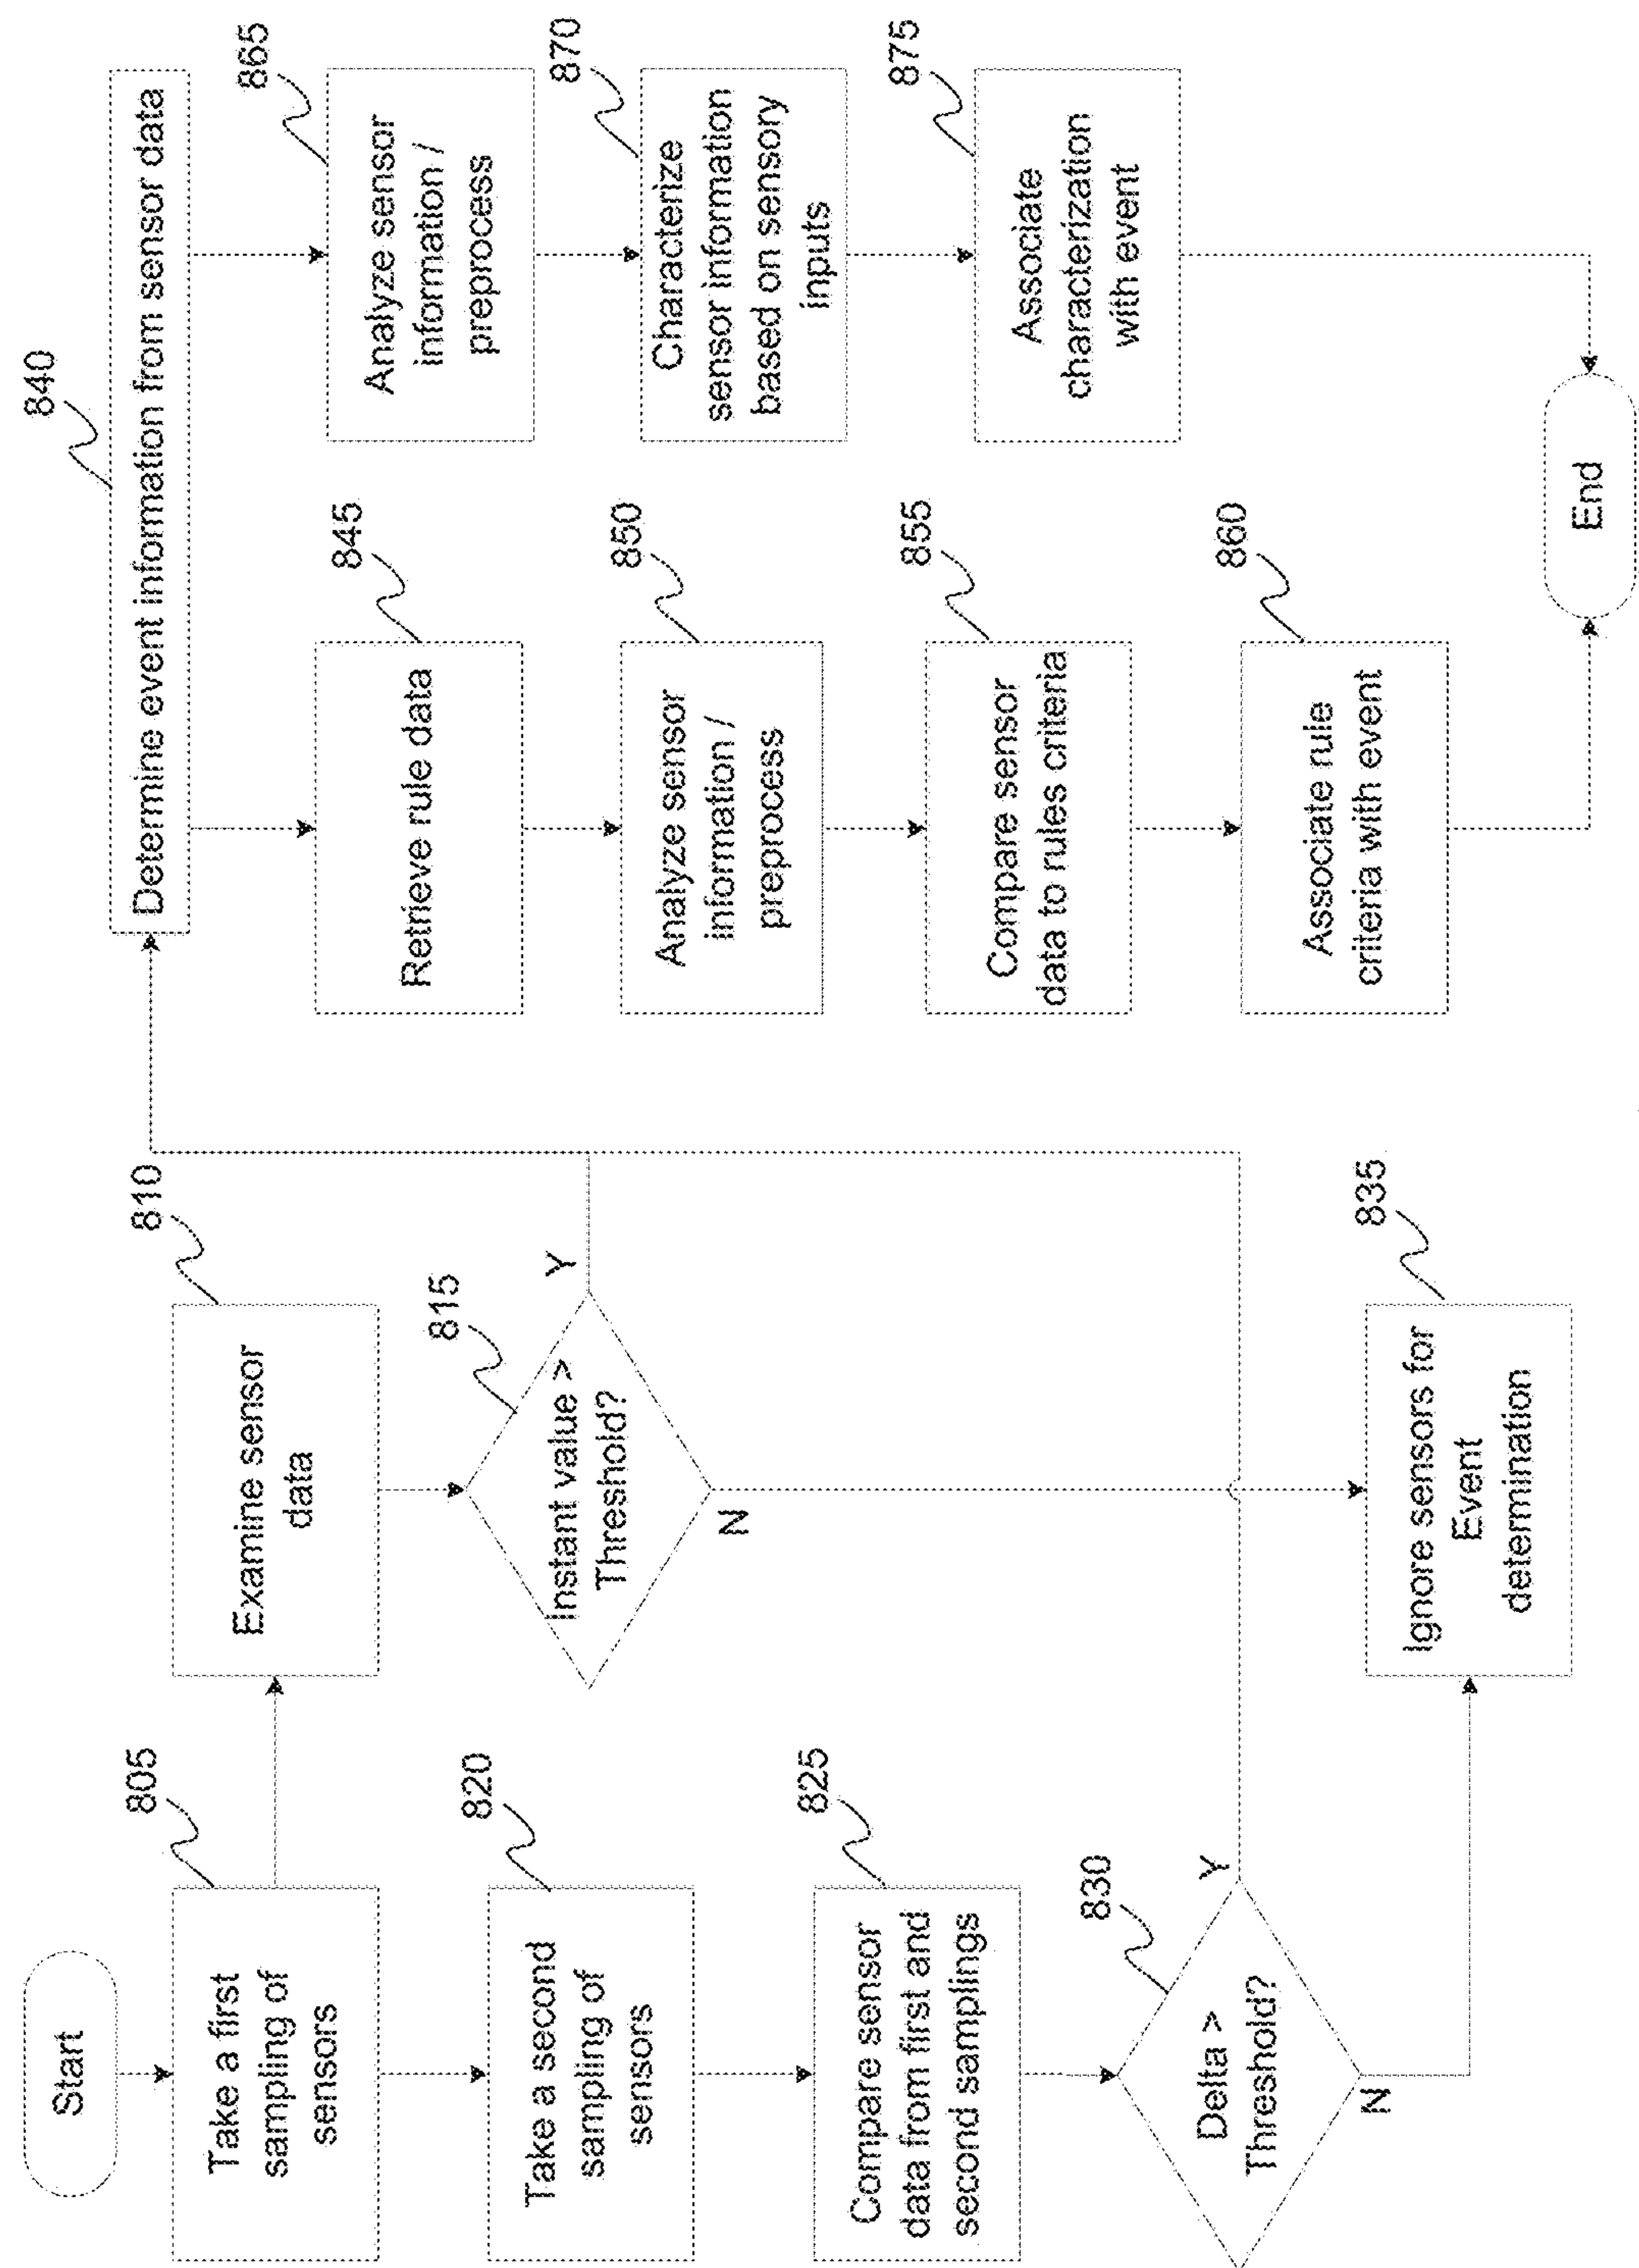 Start
805
Take a first
sampling of
sensors
810
Examine sensor
data
815
Instant value >
Threshold?
Y
N
820
Take a second
sampling of
sensors
825
Compare sensor
data from first and
second samplings
830
Delta >
Threshold?
Y
N
835
Ignore sensors for
Event
determination
840
Determine event information from sensor data
845
Retrieve rule data
850
Analyze sensor
information /
preprocess
855
Compare sensor
data to rules criteria
860
Associate rule
criteria with event
865
Analyze sensor
information /
preprocess
870
Characterize
sensor information
based on sensory
inputs
875
Associate
characterization
with event
End